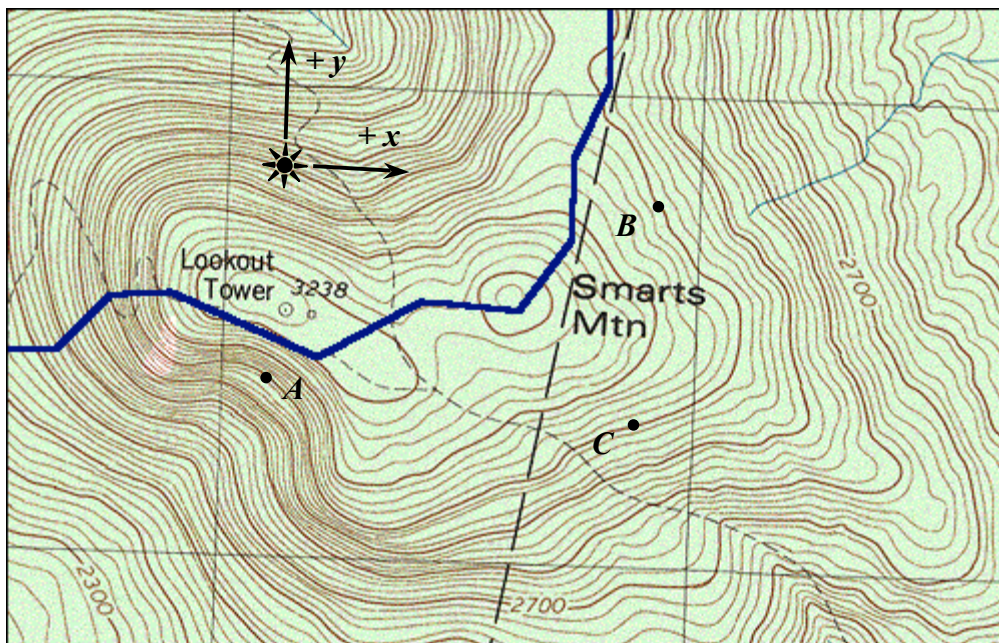 + y
+ x
B
Lookout
Tower
3238
2700
Smarts
Mtn
A
C
2300
2700